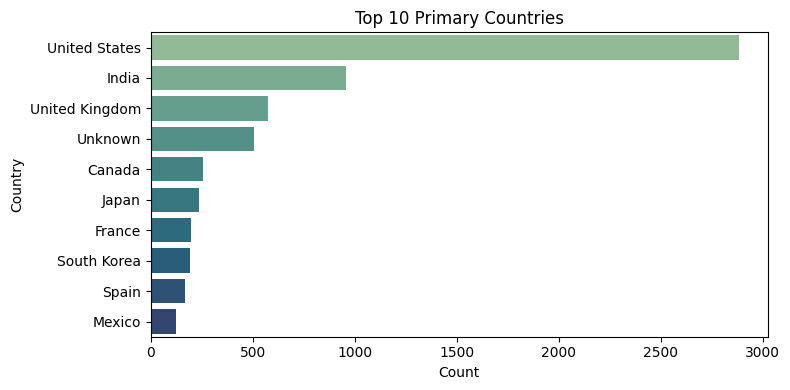 Top 10 Primary Countries
United States
India
United Kingdom
Unknown
Canada
Japan
France
South Korea
Spain
Mexico
Country
0 500 1000 1500 2000 2500 3000
Count